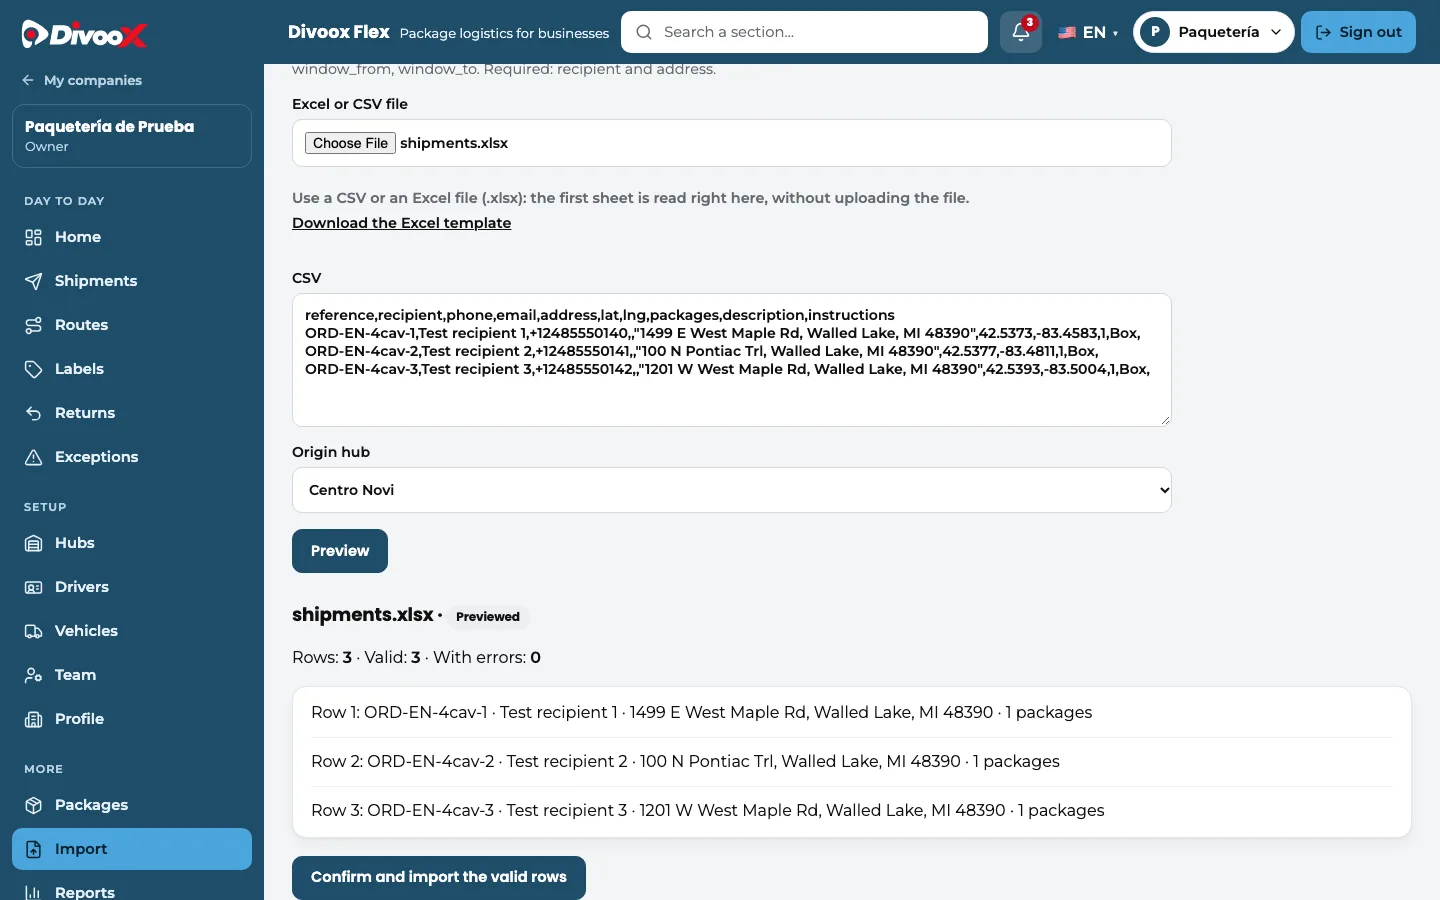 DivooX
Divoox Flex Package logistics for businesses
Search a section...
3
EN
P Paquetería
Sign out
My companies
Paquetería de Prueba
Owner
DAY TO DAY
Home
Shipments
Routes
Labels
Returns
Exceptions
SETUP
Hubs
Drivers
Vehicles
Team
Profile
MORE
Packages
Import
Reports
window_from, window_to. Required: recipient and address.
Excel or CSV file
Choose File shipments.xlsx
Use a CSV or an Excel file (.xlsx): the first sheet is read right here, without uploading the file.
Download the Excel template
CSV
reference,recipient,phone,email,address,lat,lng,packages,description,instructions
ORD-EN-4cav-1,Test recipient 1,+12485550140,,"1499 E West Maple Rd, Walled Lake, MI 48390",42.5373,-83.4583,1,Box,
ORD-EN-4cav-2,Test recipient 2,+12485550141,,"100 N Pontiac Trl, Walled Lake, MI 48390",42.5377,-83.4811,1,Box,
ORD-EN-4cav-3,Test recipient 3,+12485550142,,"1201 W West Maple Rd, Walled Lake, MI 48390",42.5393,-83.5004,1,Box,
Origin hub
Centro Novi
Preview
shipments.xlsx · Previewed
Rows: 3 · Valid: 3 · With errors: 0
Row 1: ORD-EN-4cav-1 · Test recipient 1 · 1499 E West Maple Rd, Walled Lake, MI 48390 · 1 packages
Row 2: ORD-EN-4cav-2 · Test recipient 2 · 100 N Pontiac Trl, Walled Lake, MI 48390 · 1 packages
Row 3: ORD-EN-4cav-3 · Test recipient 3 · 1201 W West Maple Rd, Walled Lake, MI 48390 · 1 packages
Confirm and import the valid rows